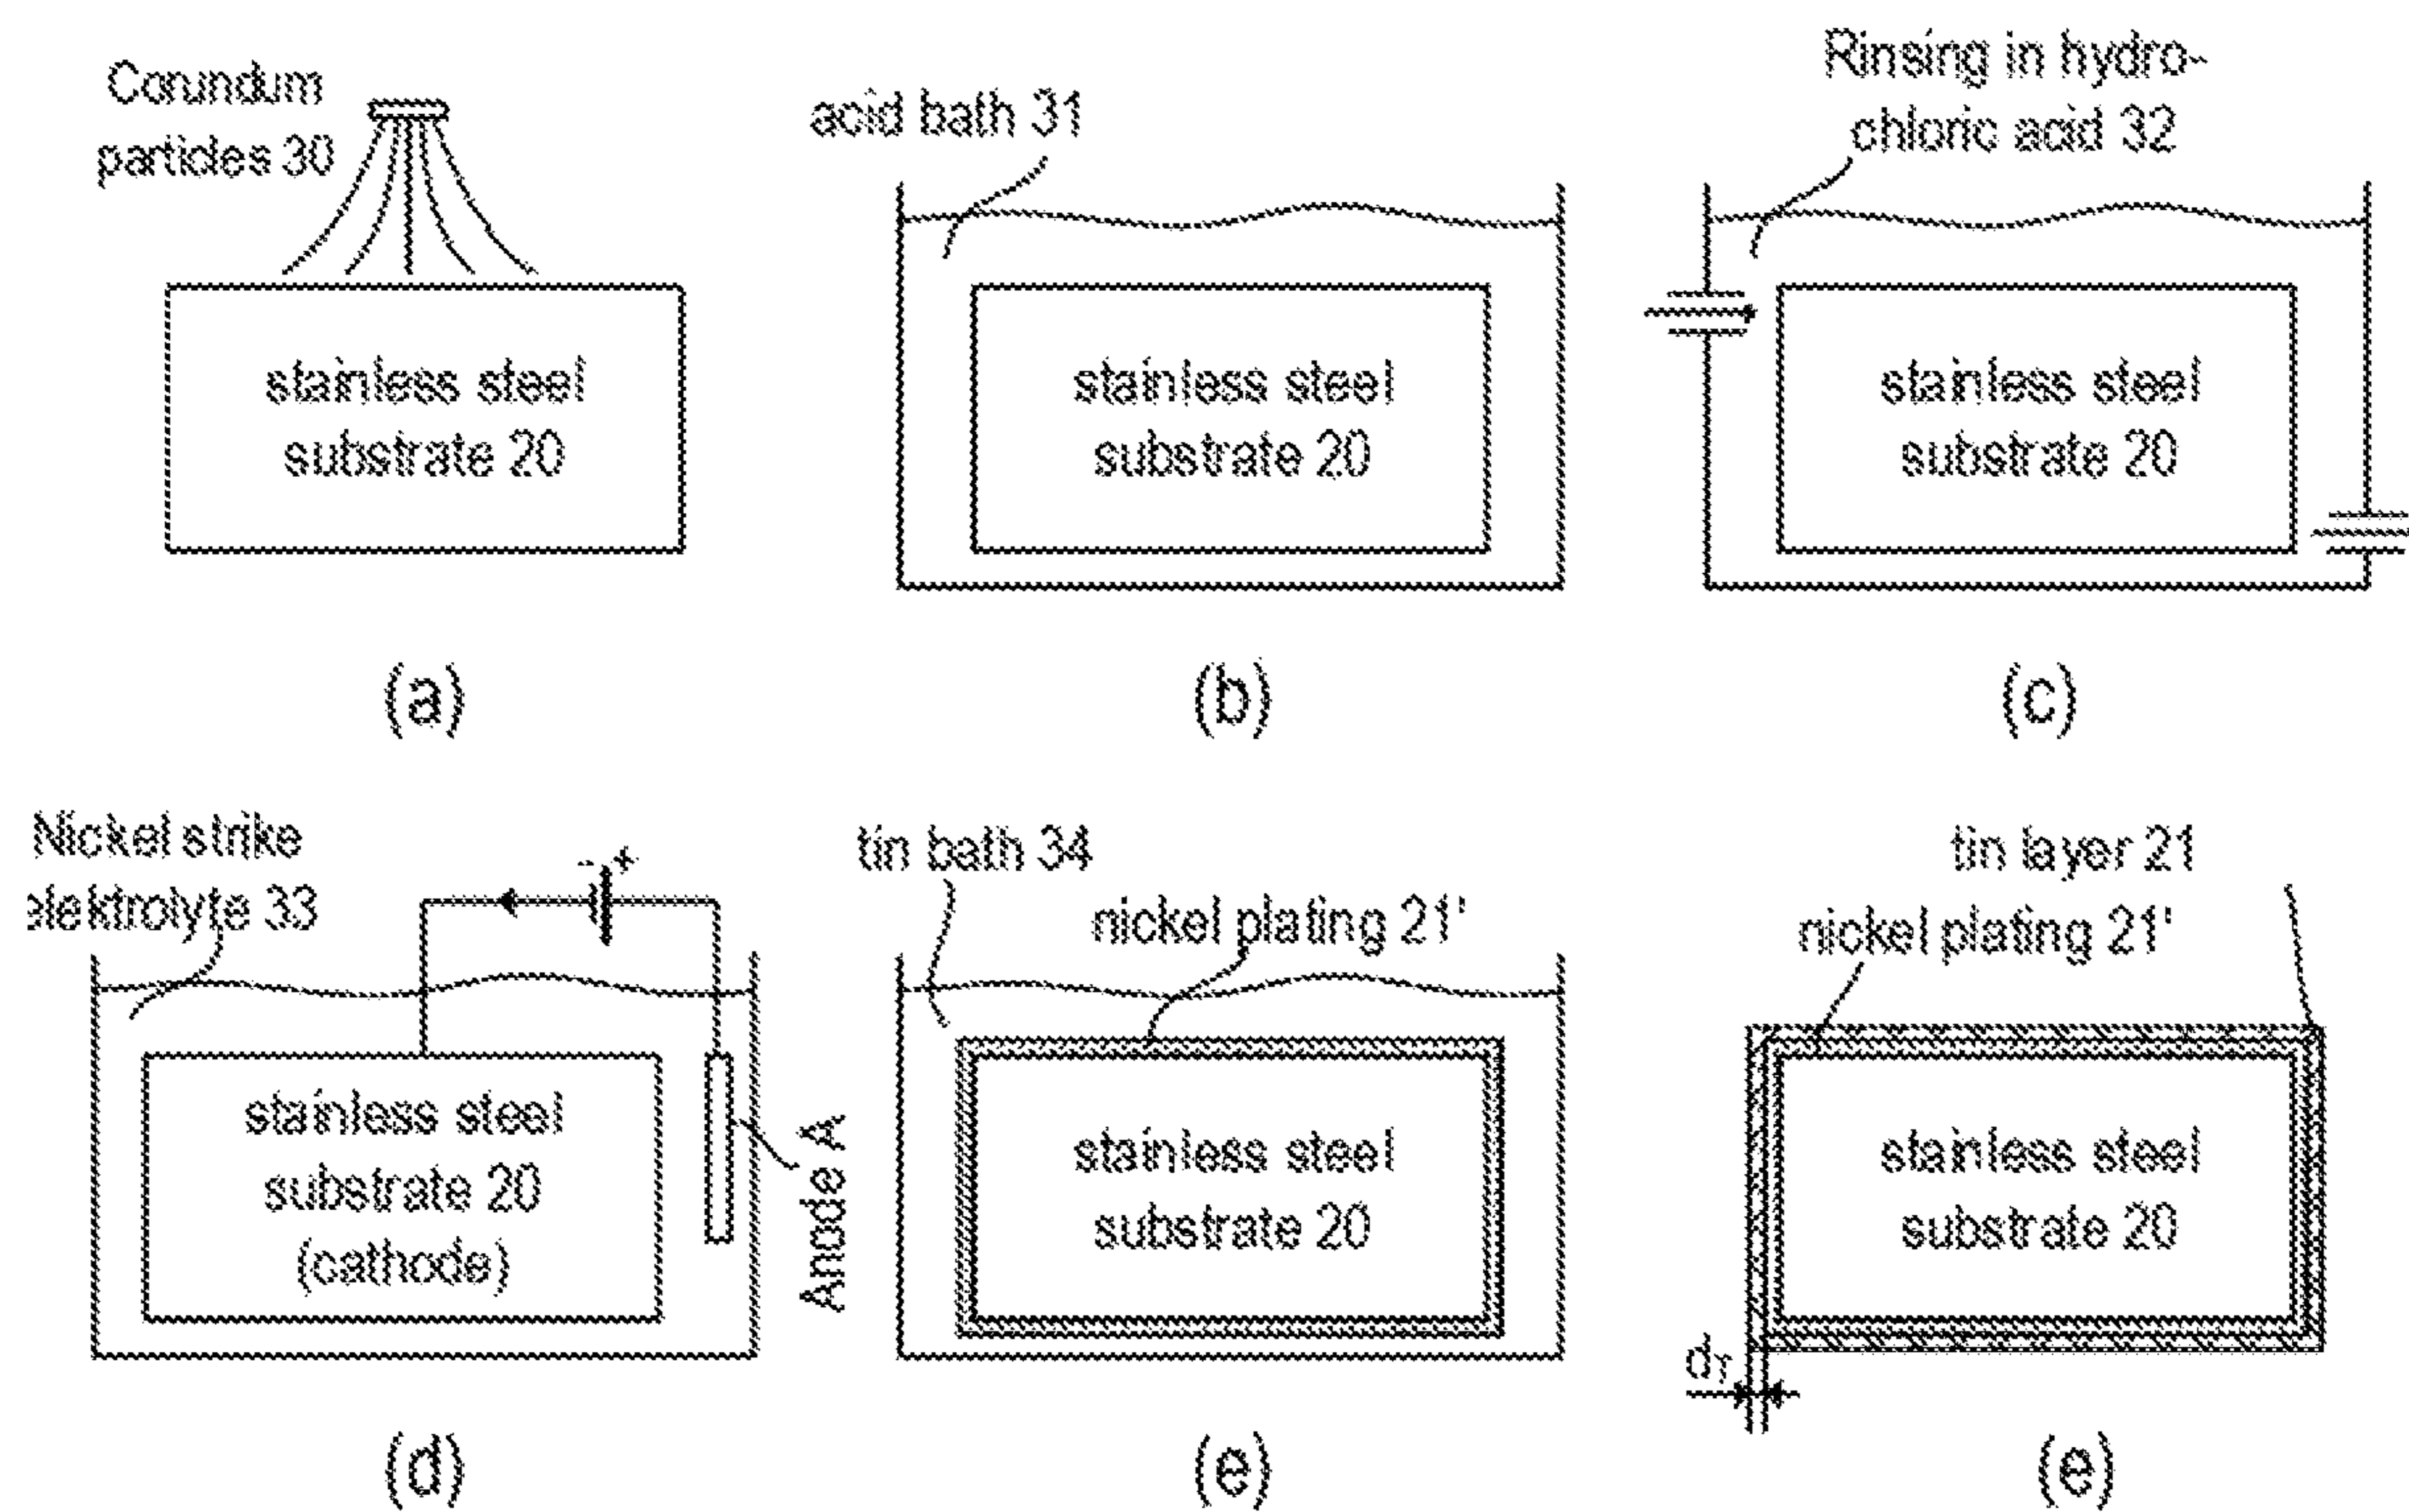 Corundum
particles 30
stainless steel
substrate 20
(a)
acid bath 31
stainless steel
substrate 20
(b)
Rinsing in hydro-
chloric acid 32
stainless steel
substrate 20
(c)
Nickel strike
elektrolyte 33
- +
stainless steel
substrate 20
(cathode)
Anode A
(d)
tin bath 34
nickel plating 21'
stainless steel
substrate 20
(e)
tin layer 21
nickel plating 21'
stainless steel
substrate 20
dT
(e)